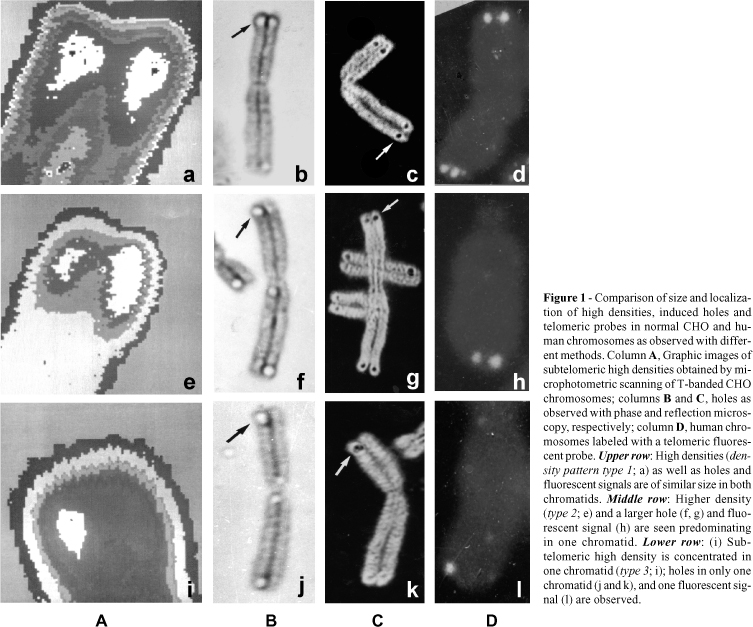 a
b
c
d
e
f
g
h
i
j
k
l
A
B
C
D
Figure 1 - Comparison of size and localiza-
tion of high densities, induced holes and
telomeric probes in normal CHO and hu-
man chromosomes as observed with differ-
ent methods. Column A, Graphic images of
subtelomeric high densities obtained by mi-
crophotometric scanning of T-banded CHO
chromosomes; columns B and C, holes as
observed with phase and reflection micros-
copy, respectively; column D, human chro-
mosomes labeled with a telomeric fluores-
cent probe. Upper row: High densities (den-
sity pattern type 1; a) as well as holes and
fluorescent signals are of similar size in both
chromatids. Middle row: Higher density
(type 2; e) and a larger hole (f, g) and fluo-
rescent signal (h) are seen predominating
in one chromatid. Lower row: (i) Sub-
telomeric high density is concentrated in
one chromatid (type 3; i); holes in only one
chromatid (j and k), and one fluorescent sig-
nal (l) are observed.